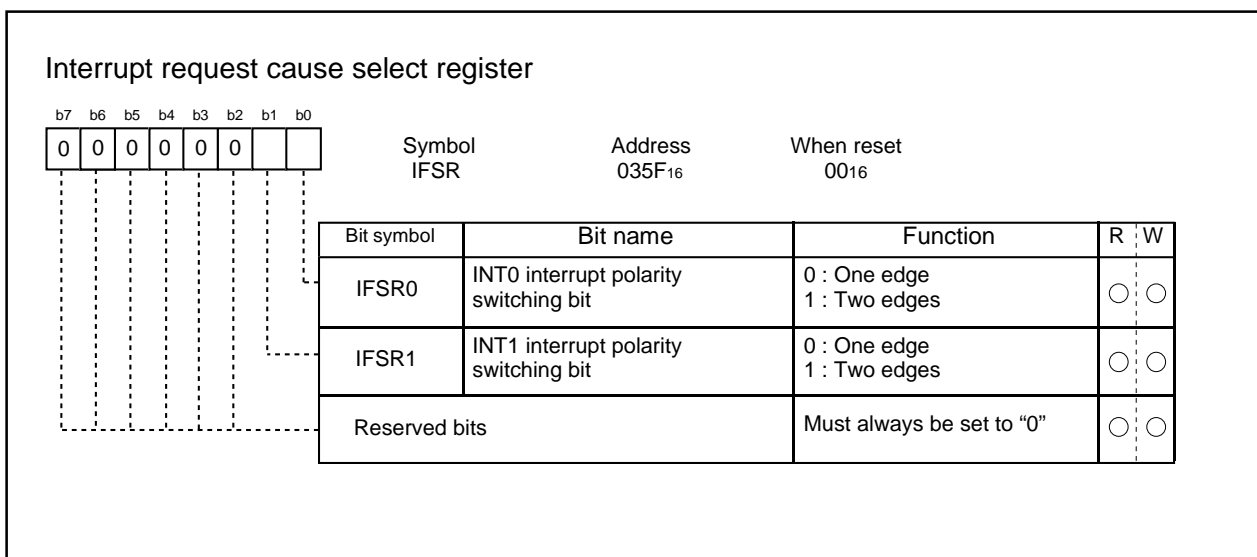 Interrupt request cause select register
b7 b6 b5 b4 b3 b2 b1 b0
0 0 0 0 0 0
Symbol Address When reset
IFSR 035F16 0016
Bit symbol Bit name Function R W
IFSR0 INT0 interrupt polarity 0 : One edge
switching bit 1 : Two edges
IFSR1 INT1 interrupt polarity 0 : One edge
switching bit 1 : Two edges
Reserved bits Must always be set to “0”